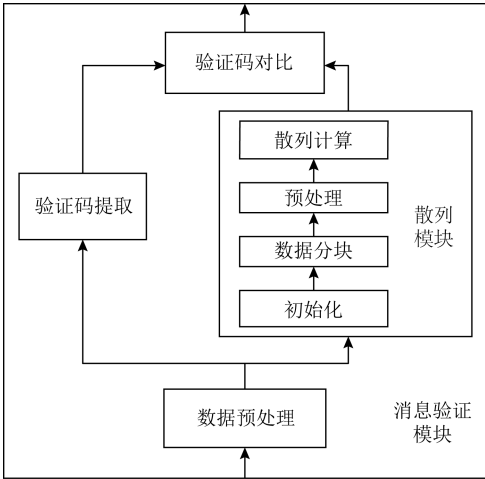 验证码对比
散列计算
预处理
数据分块
初始化
散列
模块
验证码提取
数据预处理
消息验证
模块